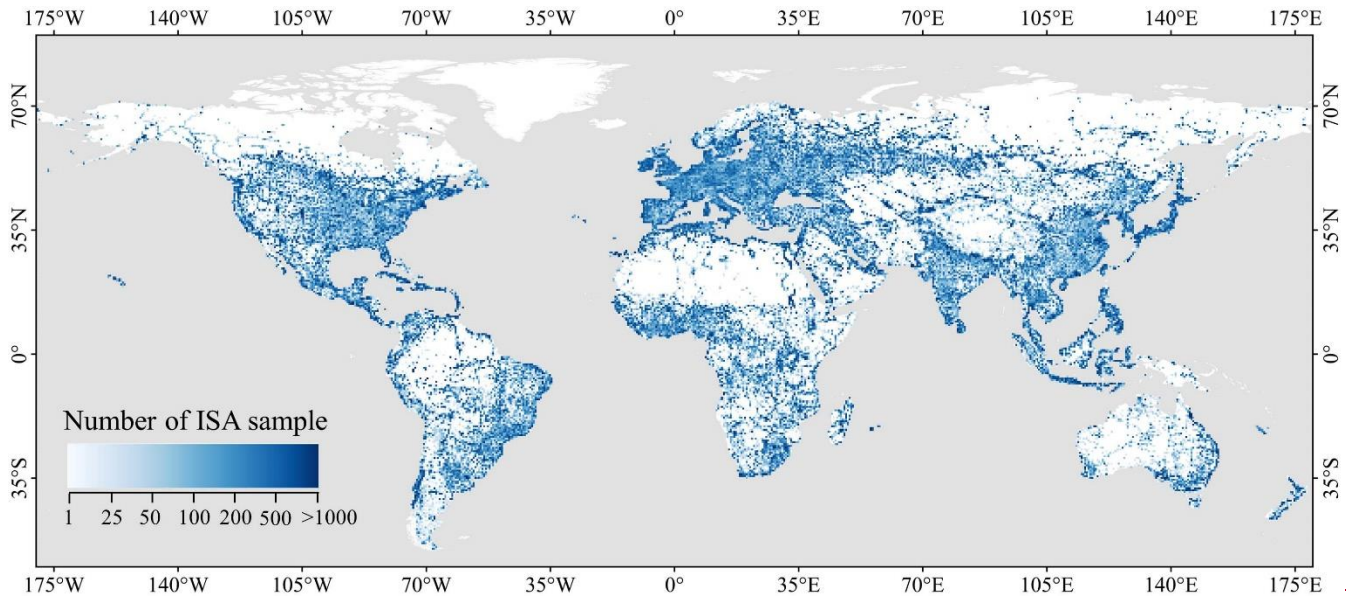 175°W 140°W 105°W 70°W 35°W 0° 35°E 70°E 105°E 140°E 175°E
70°N 70°N
35°N 35°N
0° 0°
35°S 35°S
Number of ISA sample
1 25 50 100 200 500 >1000
175°W 140°W 105°W 70°W 35°W 0° 35°E 70°E 105°E 140°E 175°E